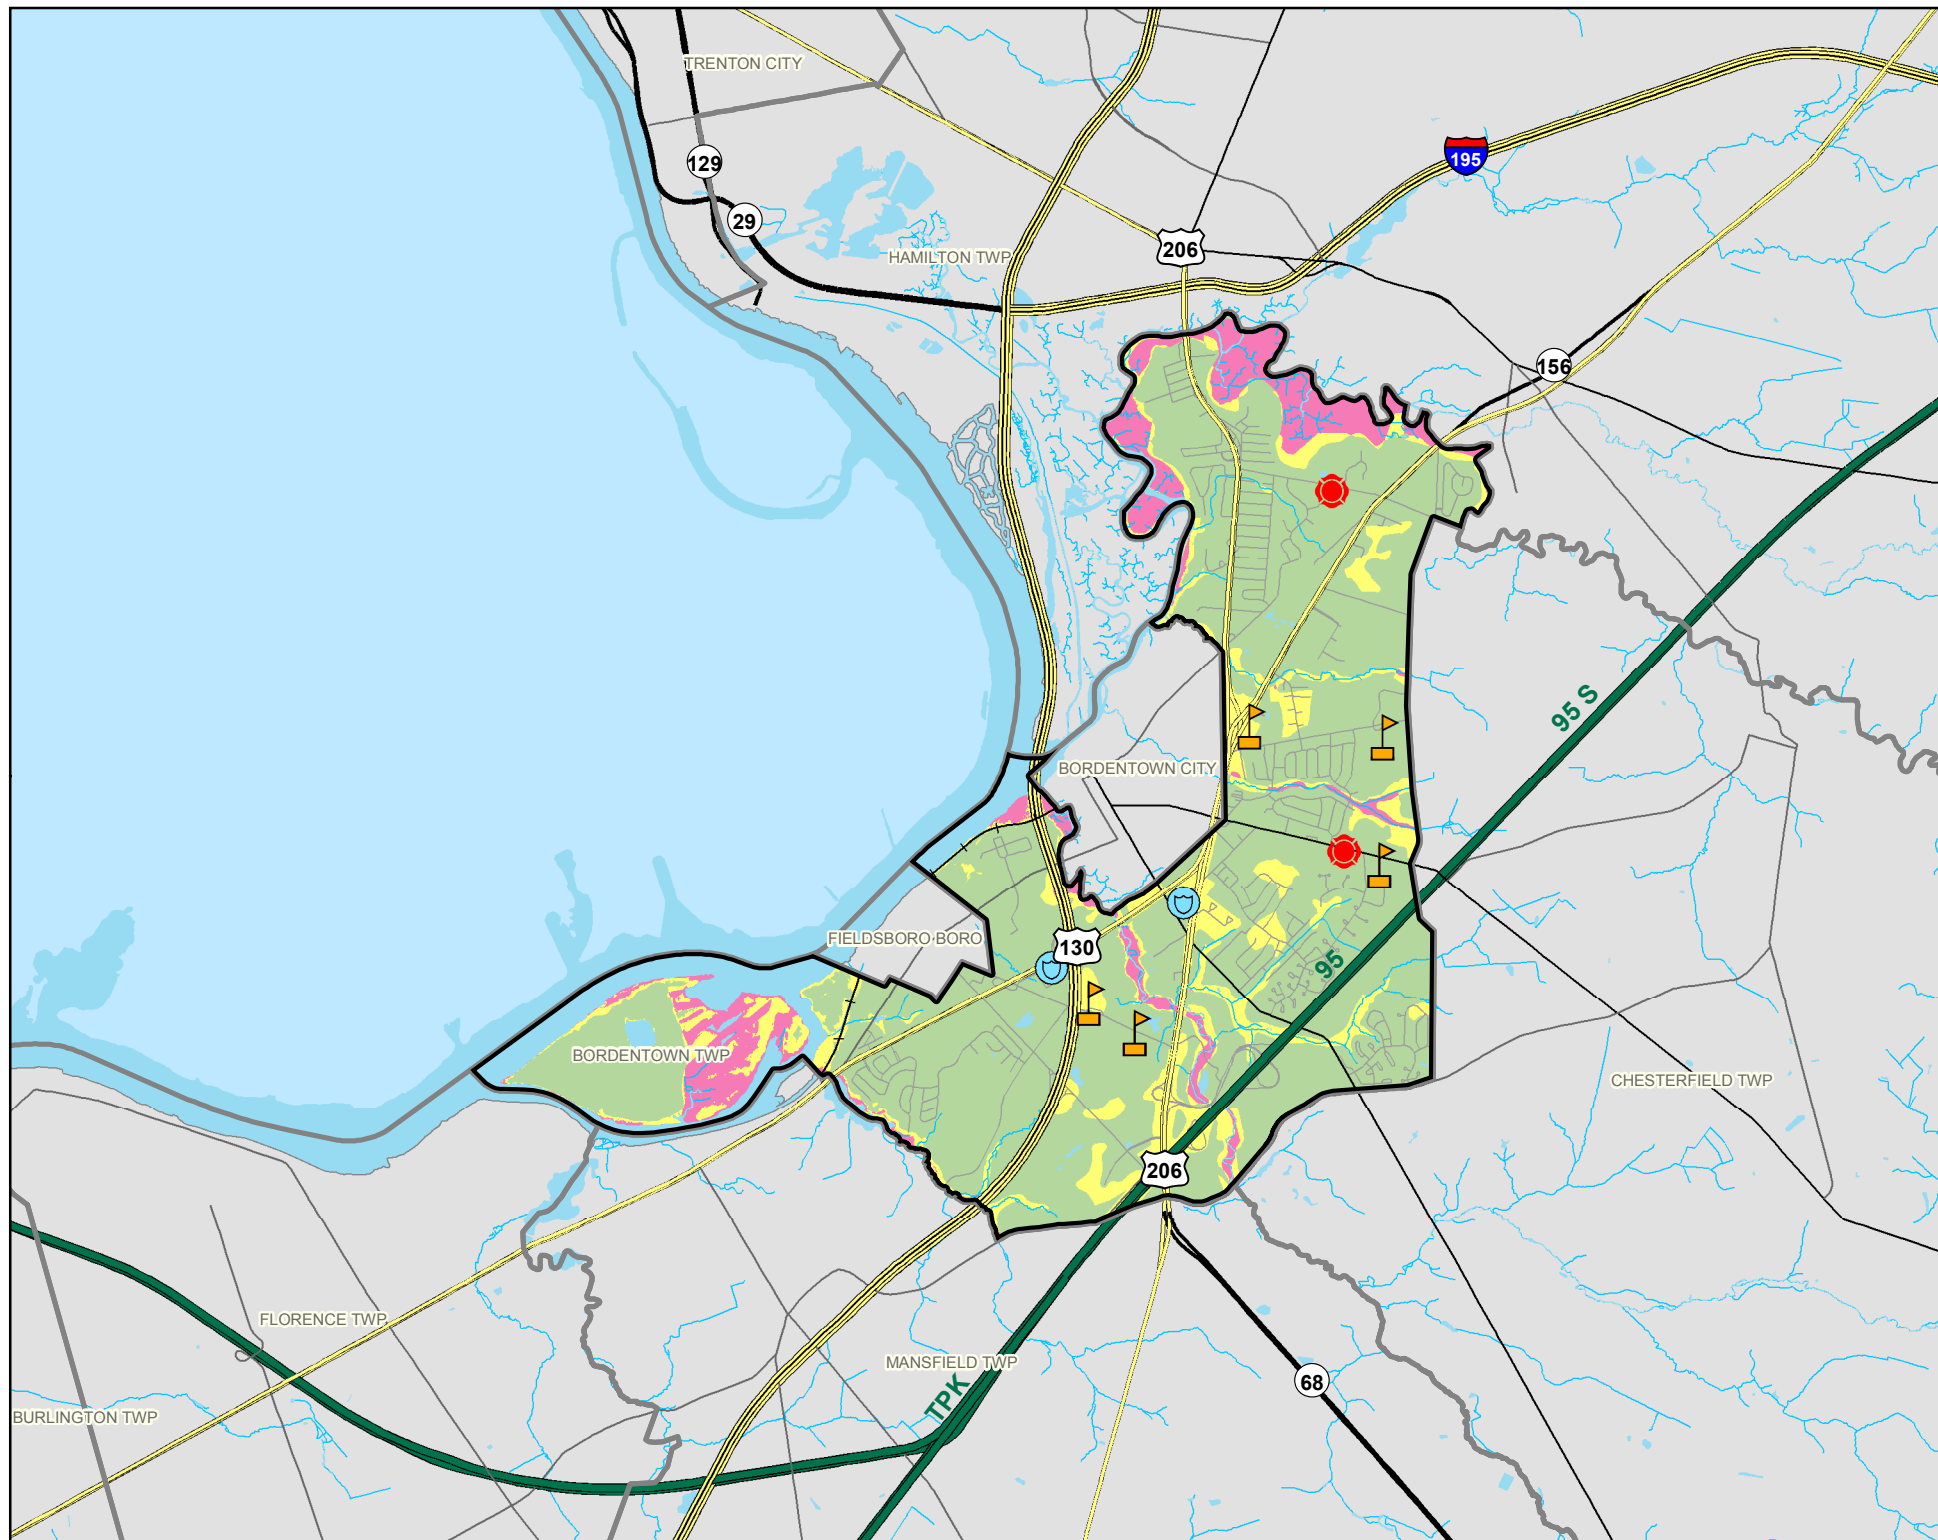 TRENTON CITY
195
129
29
206
HAMILTON TWP
156
95 S
BORDENTOWN CITY
FIELDSBORO BORO
130
95
BORDENTOWN TWP
CHESTERFIELD TWP
206
FLORENCE TWP
MANSFIELD TWP
68
TPK
BURLINGTON TWP